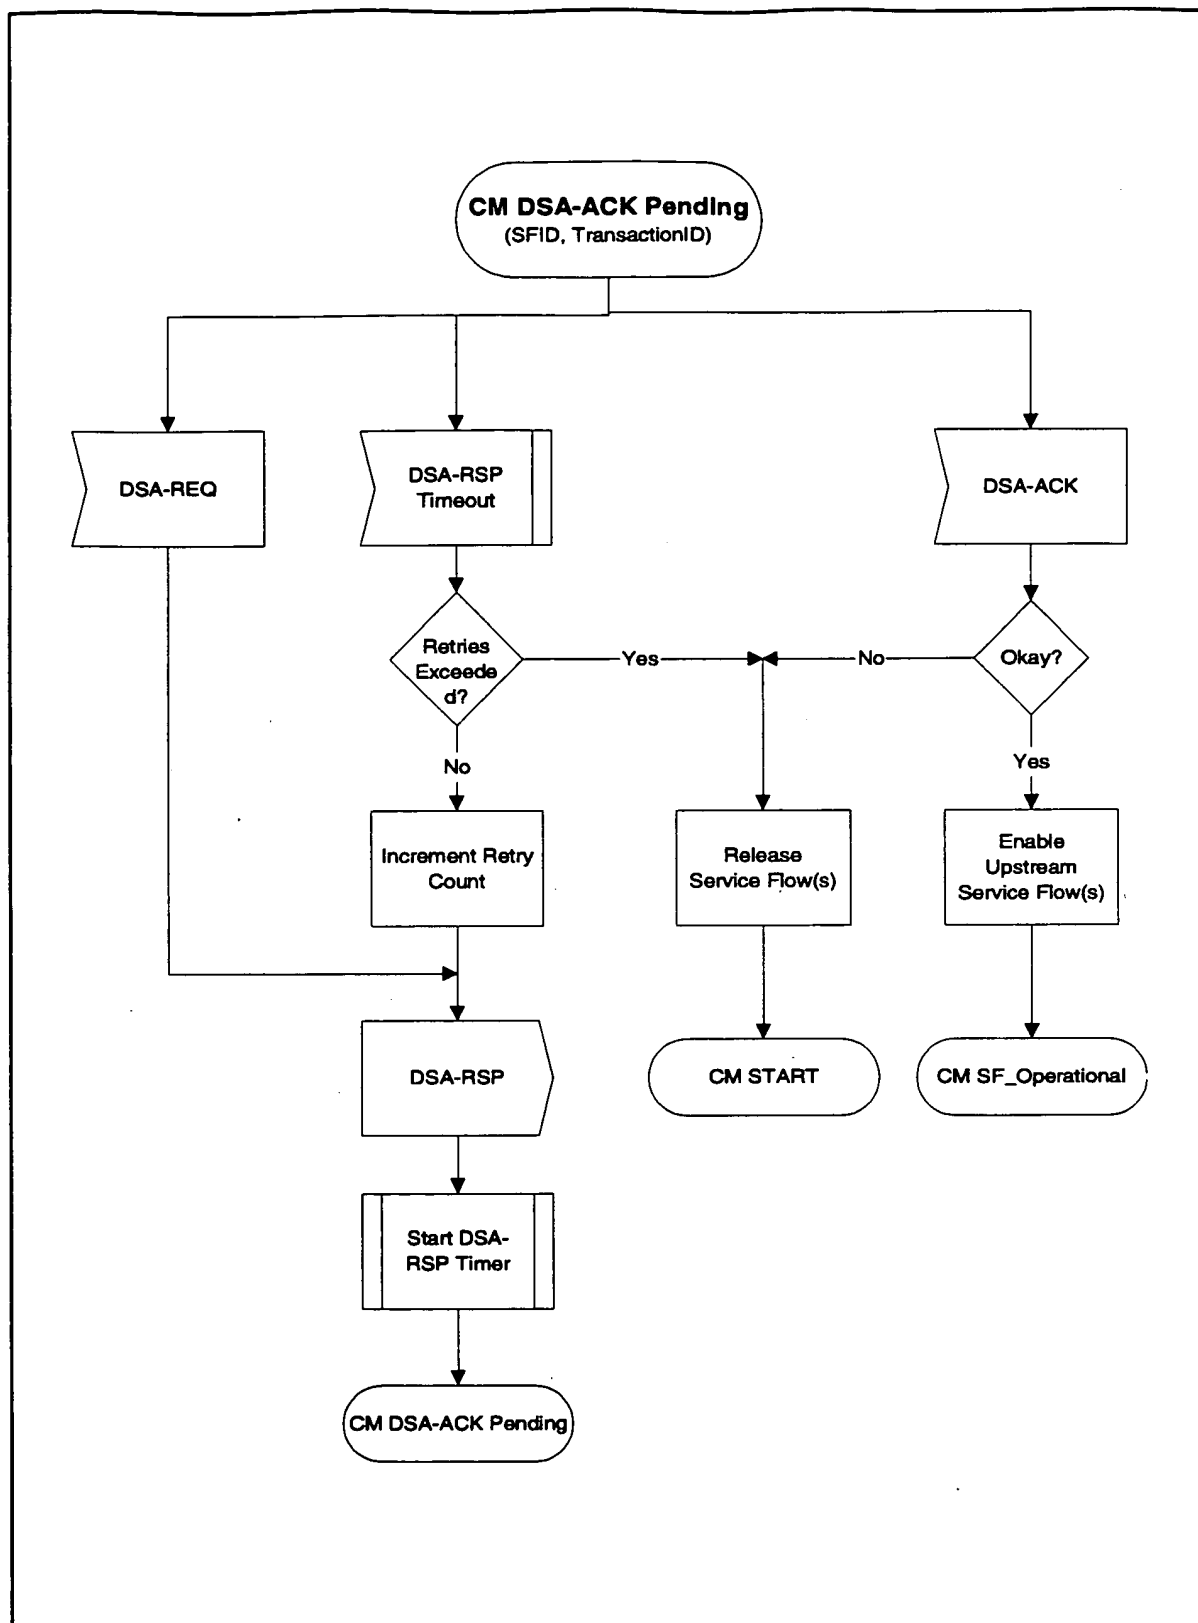 CM DSA-ACK Pending
(SFID, TransactionID)
DSA-REQ
DSA-RSP
Timeout
DSA-ACK
Retries
Exceede
d?
Yes
No
Okay?
No
Yes
Increment Retry
Count
Release
Service Flow(s)
Enable
Upstream
Service Flow(s)
DSA-RSP
CM START
CM SF_Operational
Start DSA-
RSP Timer
CM DSA-ACK Pending